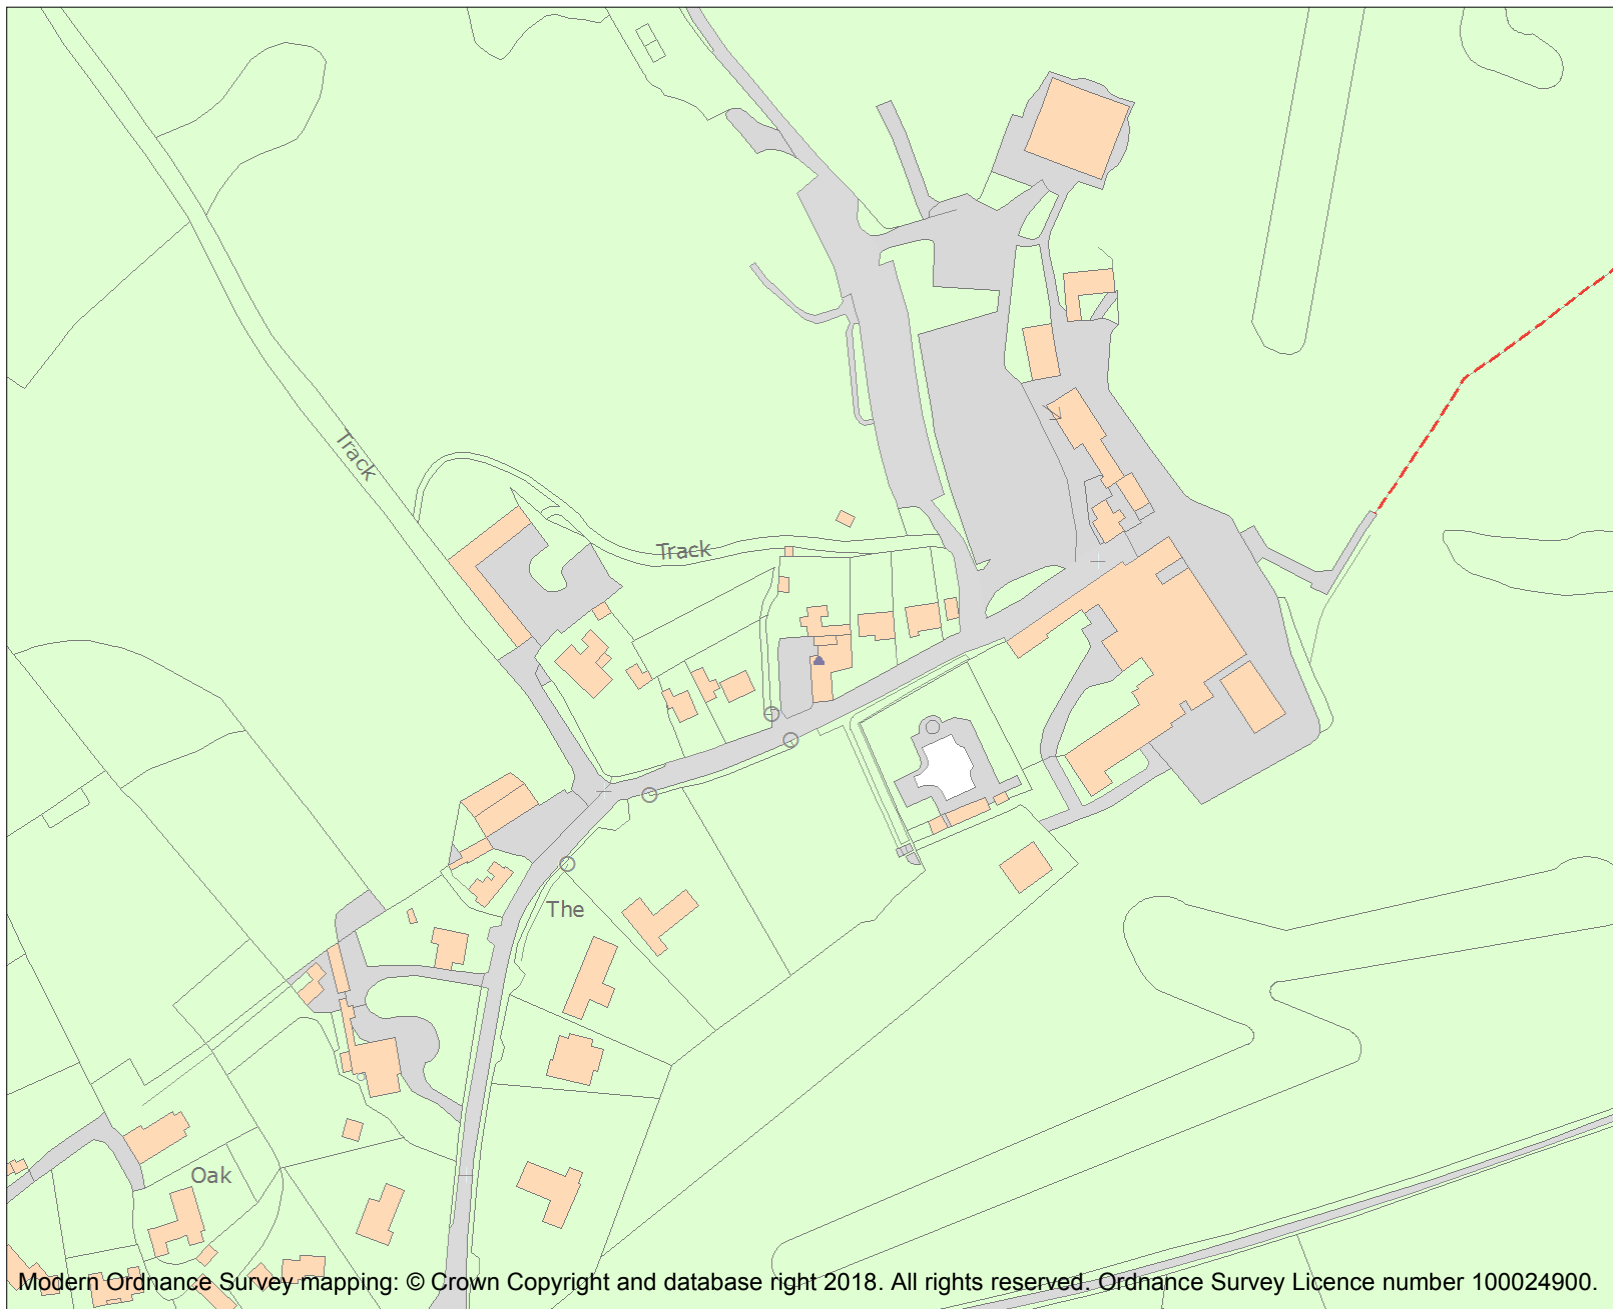 Track
Track
The
Oak
Modern Ordnance Survey mapping: © Crown Copyright and database right 2018. All rights reserved. Ordnance Survey Licence number 100024900.